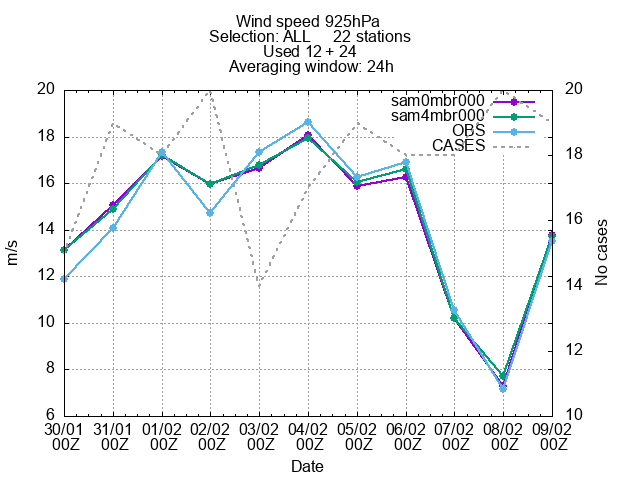 Wind speed 925hPa
Selection: ALL 22 stations
Used 12 + 24
Averaging window: 24h
20 20
sam0mbr000
sam4mbr000
OBS
CASES
18 18
16 16
14 14
12 12
10 10
8
6
m/s
No cases
30/01 31/01 01/02 02/02 03/02 04/02 05/02 06/02 07/02 08/02 09/02
00Z 00Z 00Z 00Z 00Z 00Z 00Z 00Z 00Z 00Z 00Z
Date